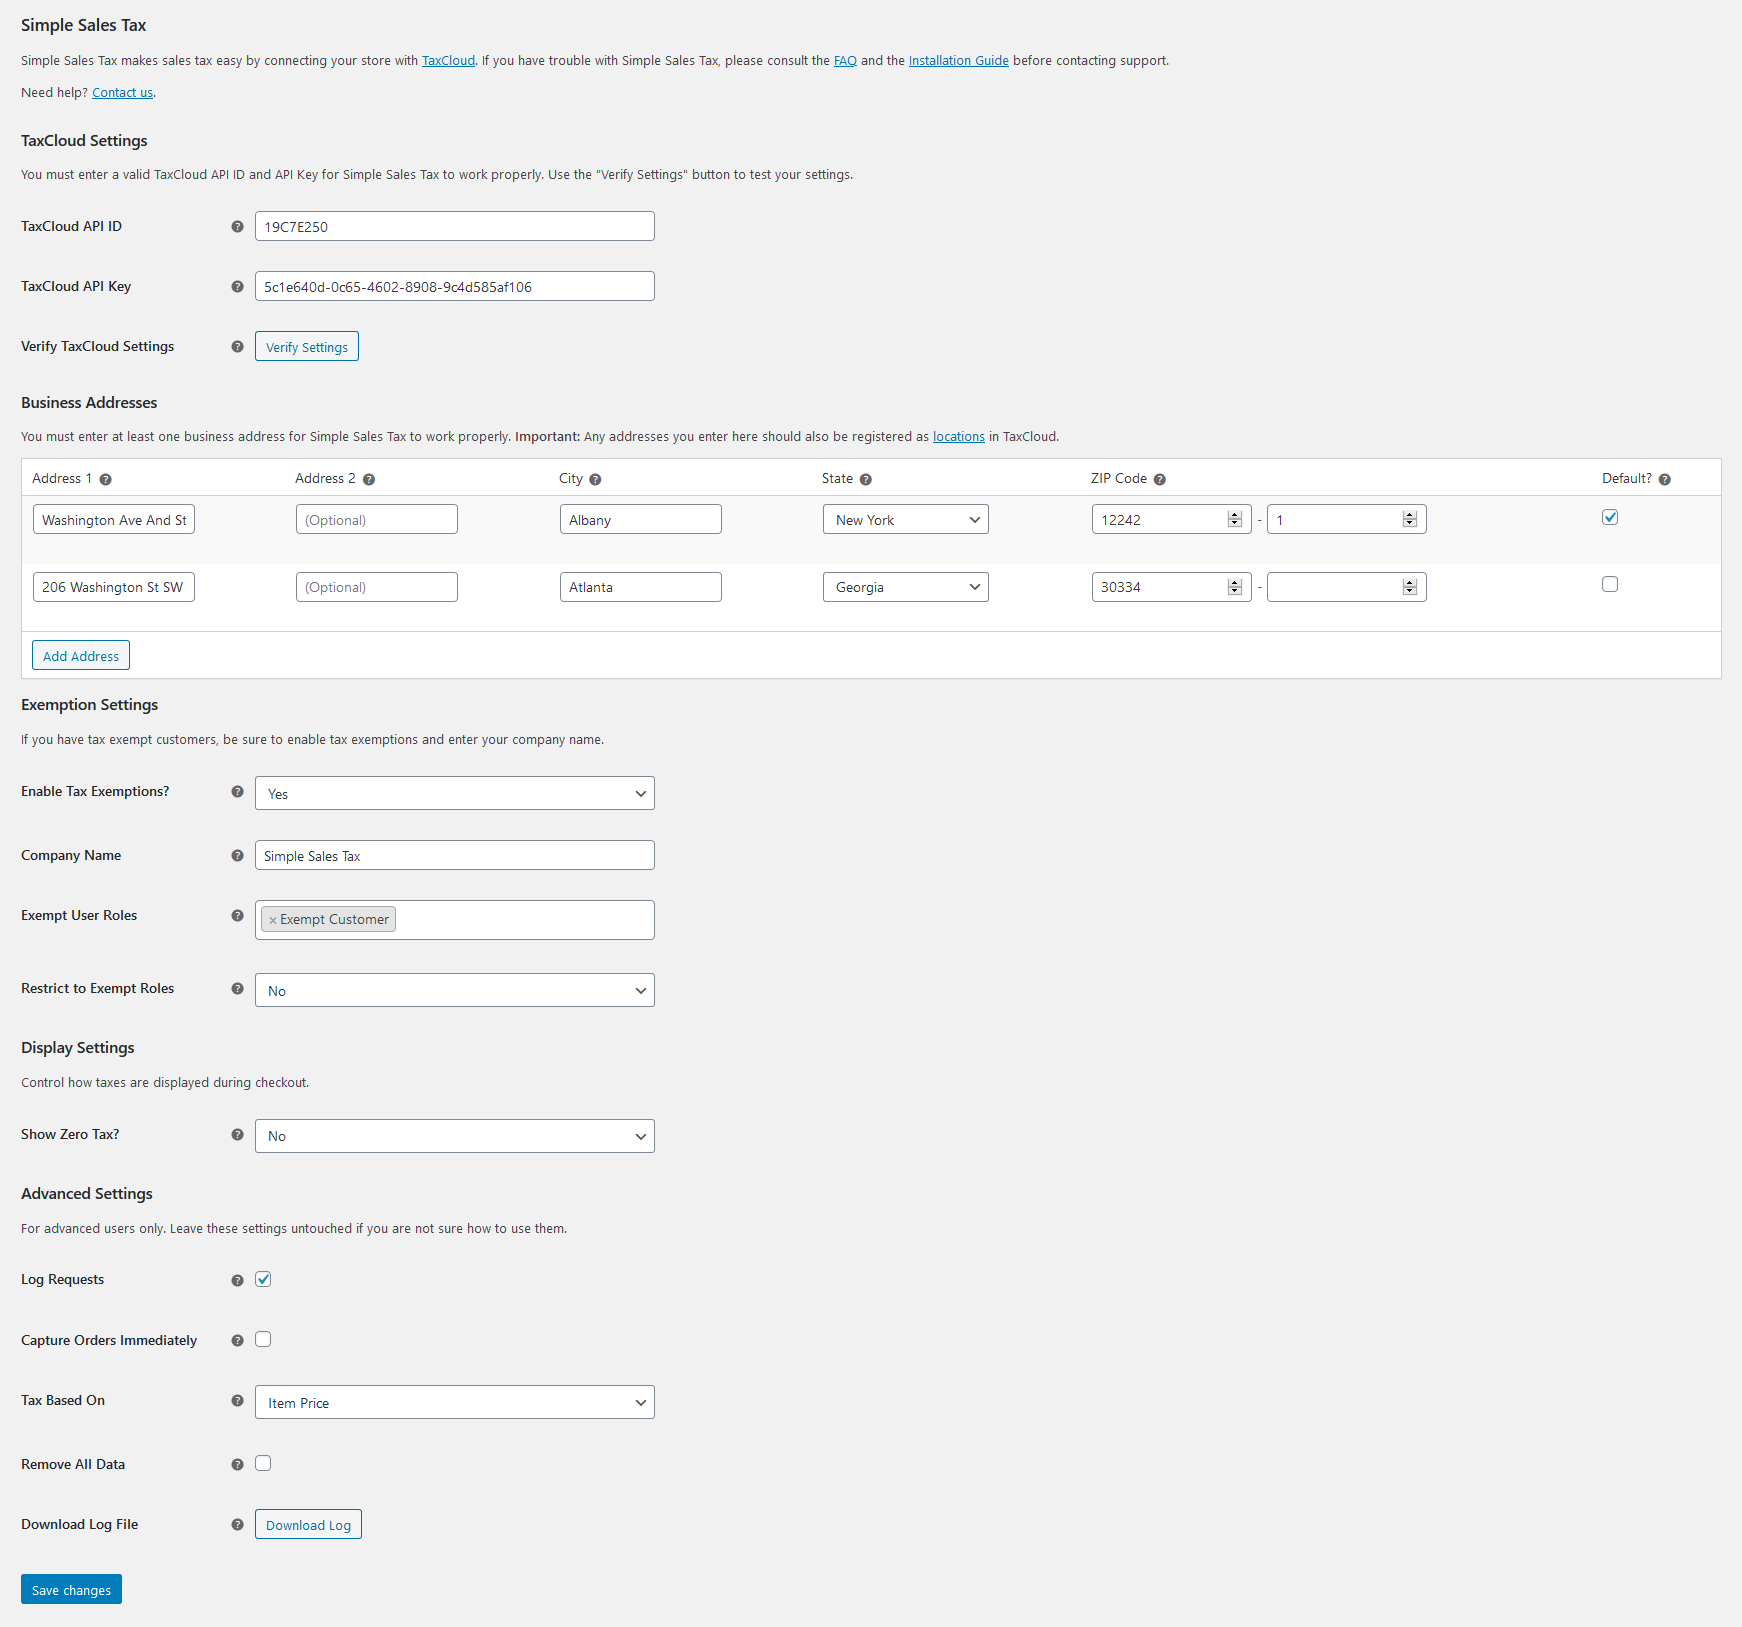 Simple Sales Tax
Simple Sales Tax makes sales tax easy by connecting your store with TaxCloud. If you have trouble with Simple Sales Tax, please consult the FAQ and the Installation Guide before contacting support.
Need help? Contact us.
TaxCloud Settings
You must enter a valid TaxCloud API ID and API Key for Simple Sales Tax to work properly. Use the "Verify Settings" button to test your settings.
TaxCloud API ID 19C7E250
TaxCloud API Key 5c1e640d-0c65-4602-8908-9c4d585af106
Verify TaxCloud Settings Verify Settings
Business Addresses
You must enter at least one business address for Simple Sales Tax to work properly. Important: Any addresses you enter here should also be registered as locations in TaxCloud.
Address 1 Address 2 City State ZIP Code Default?
Washington Ave And St (Optional) Albany New York 12242 - 1
206 Washington St SW (Optional) Atlanta Georgia 30334 -
Add Address
Exemption Settings
If you have tax exempt customers, be sure to enable tax exemptions and enter your company name.
Enable Tax Exemptions? Yes
Company Name Simple Sales Tax
Exempt User Roles × Exempt Customer
Restrict to Exempt Roles No
Display Settings
Control how taxes are displayed during checkout.
Show Zero Tax? No
Advanced Settings
For advanced users only. Leave these settings untouched if you are not sure how to use them.
Log Requests
Capture Orders Immediately
Tax Based On Item Price
Remove All Data
Download Log File Download Log
Save changes